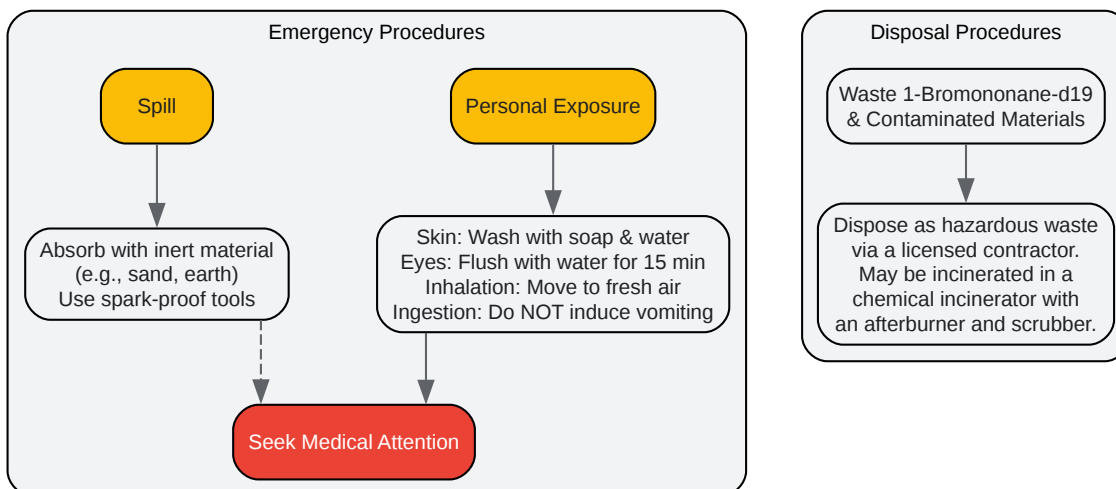 Emergency Procedures
Spill
Personal Exposure
Absorb with inert material
(e.g., sand, earth)
Use spark-proof tools
Skin: Wash with soap & water
Eyes: Flush with water for 15 min
Inhalation: Move to fresh air
Ingestion: Do NOT induce vomiting
Seek Medical Attention
Disposal Procedures
Waste 1-Bromononane-d19
& Contaminated Materials
Dispose as hazardous waste
via a licensed contractor.
May be incinerated in a
chemical incinerator with
an afterburner and scrubber.